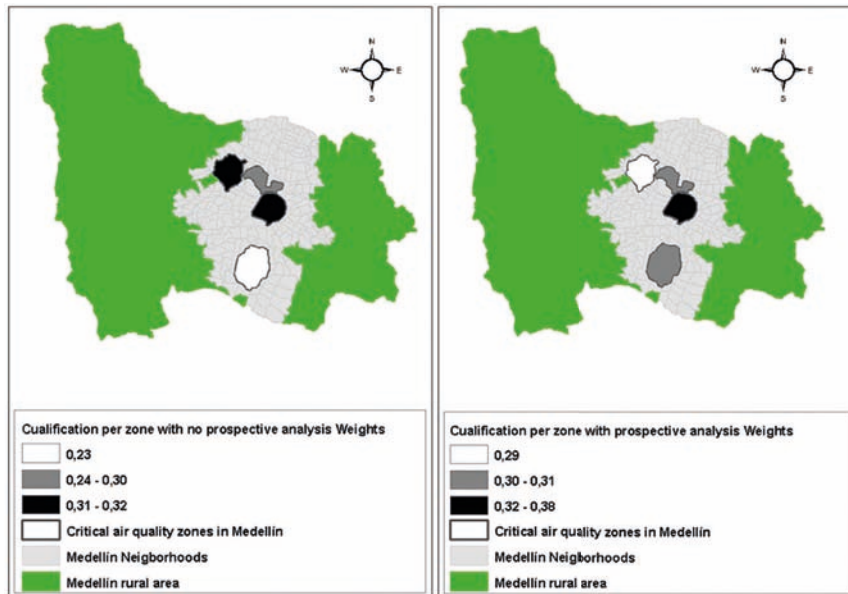 N
W E
S
Cualification per zone with no prospective analysis Weights
0,23
0,24 - 0,30
0,31 - 0,32
Critical air quality zones in Medellín
Medellín Neigborhoods
Medellín rural area
N
W E
S
Cualification per zone with prospective analysis Weights
0,29
0,30 - 0,31
0,32 - 0,38
Critical air quality zones in Medellín
Medellín Neigborhoods
Medellín rural area